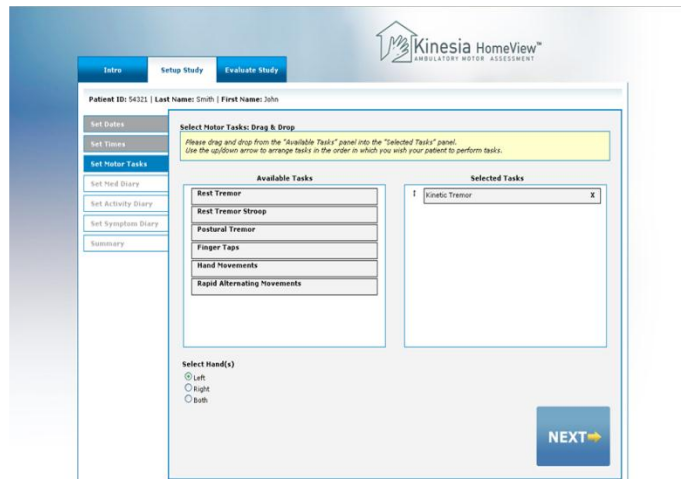 Kinesia HomeView™
AMBULATORY MOTOR ASSESSMENT
Intro
Setup Study
Evaluate Study
Patient ID: 54321 | Last Name: Smith | First Name: John
Set Dates
Set Times
Set Motor Tasks
Set Med Diary
Set Activity Diary
Set Symptom Diary
Summary
Select Motor Tasks: Drag & Drop
Please drag and drop from the "Available Tasks" panel into the "Selected Tasks" panel.
Use the up/down arrow to arrange tasks in the order in which you wish your patient to perform tasks.
Available Tasks
Rest Tremor
Rest Tremor Stroop
Postural Tremor
Finger Taps
Hand Movements
Rapid Alternating Movements
Selected Tasks
Kinetic Tremor X
Select Hand(s)
Left
Right
Both
NEXT